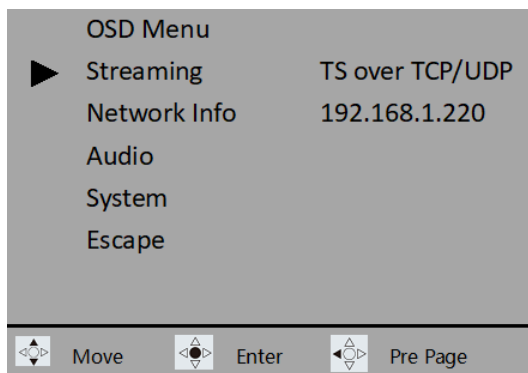 OSD Menu
Streaming TS over TCP/UDP
Network Info 192.168.1.220
Audio
System
Escape
Move Enter Pre Page